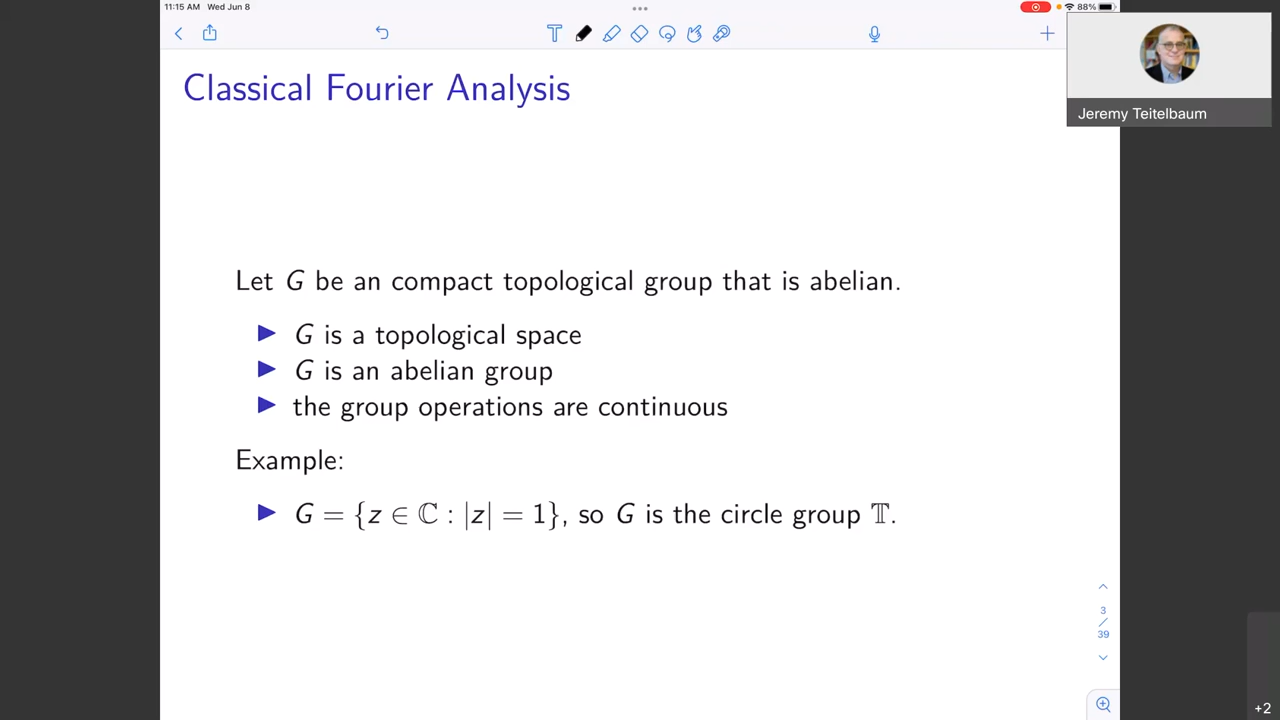 11:15 AM Wed Jun 8
88%
Jeremy Teitelbaum
Classical Fourier Analysis
Let G be an compact topological group that is abelian.
▶ G is a topological space
▶ G is an abelian group
▶ the group operations are continuous
Example:
▶ G = {z ∈ ℂ : |z| = 1}, so G is the circle group 𝕋.
3
/
39
+2